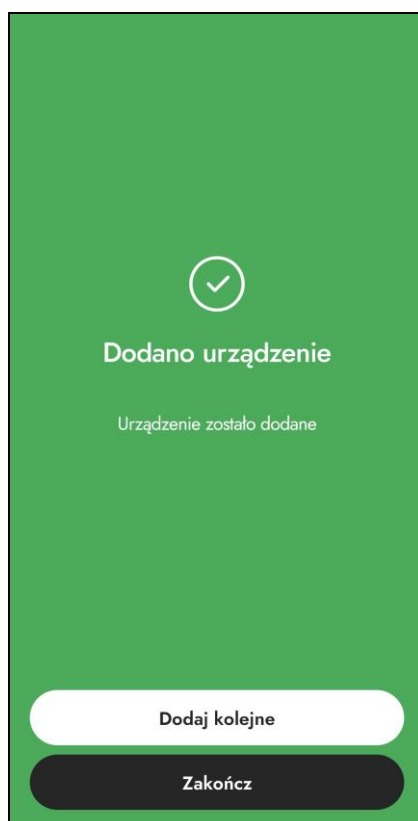 Dodano urządzenie
Urządzenie zostało dodane
Dodaj kolejne
Zakończ